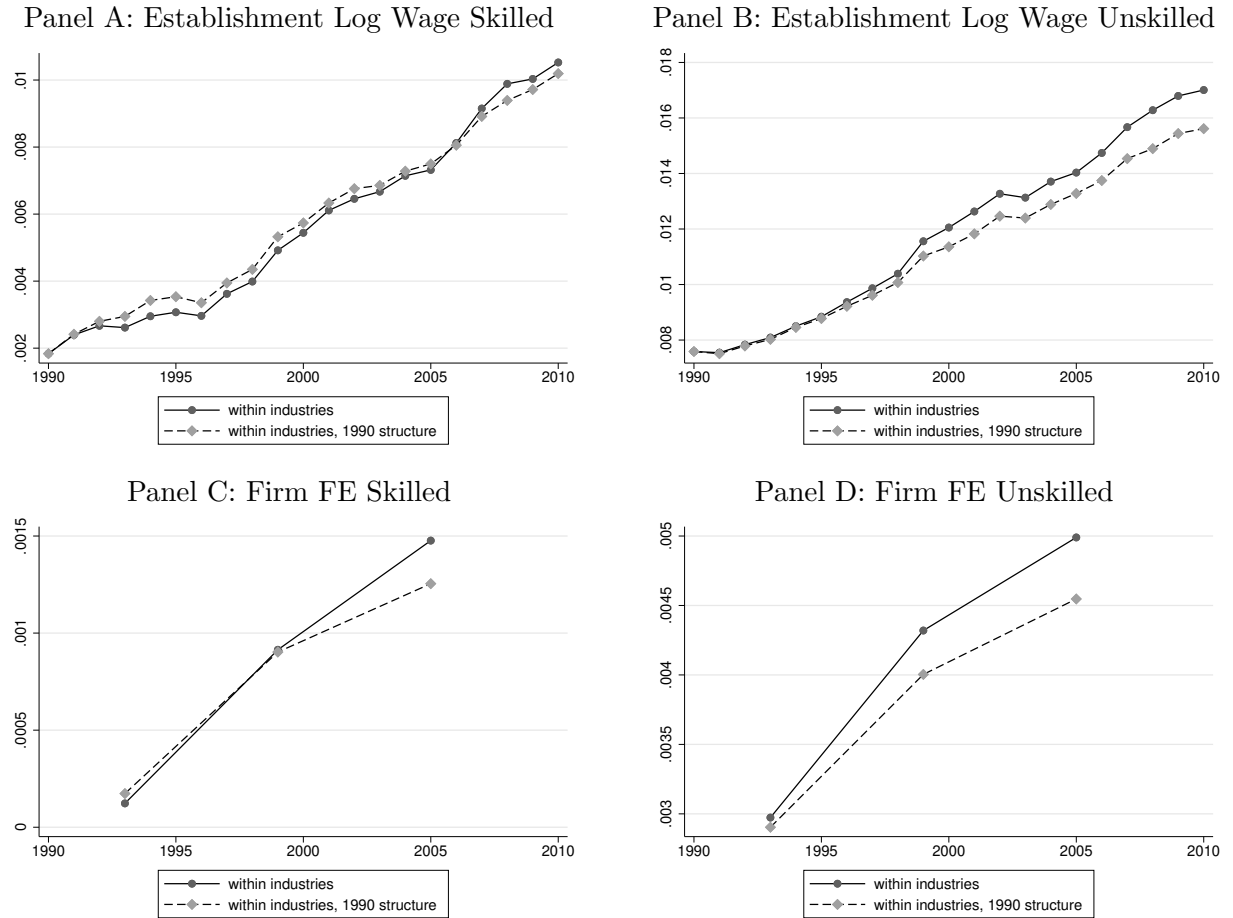 Panel A: Establishment Log Wage Skilled
.01
.008
.006
.004
.002
1990 1995 2000 2005 2010
within industries
within industries, 1990 structure
Panel B: Establishment Log Wage Unskilled
.018
.016
.014
.012
.01
.008
1990 1995 2000 2005 2010
within industries
within industries, 1990 structure
Panel C: Firm FE Skilled
.0015
.001
.0005
0
1990 1995 2000 2005 2010
within industries
within industries, 1990 structure
Panel D: Firm FE Unskilled
.005
.0045
.004
.0035
.003
1990 1995 2000 2005 2010
within industries
within industries, 1990 structure